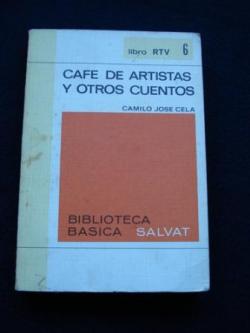 libro RTV 6
CAFE DE ARTISTAS
Y OTROS CUENTOS
CAMILO JOSE CELA
BIBLIOTECA
BASICA SALVAT